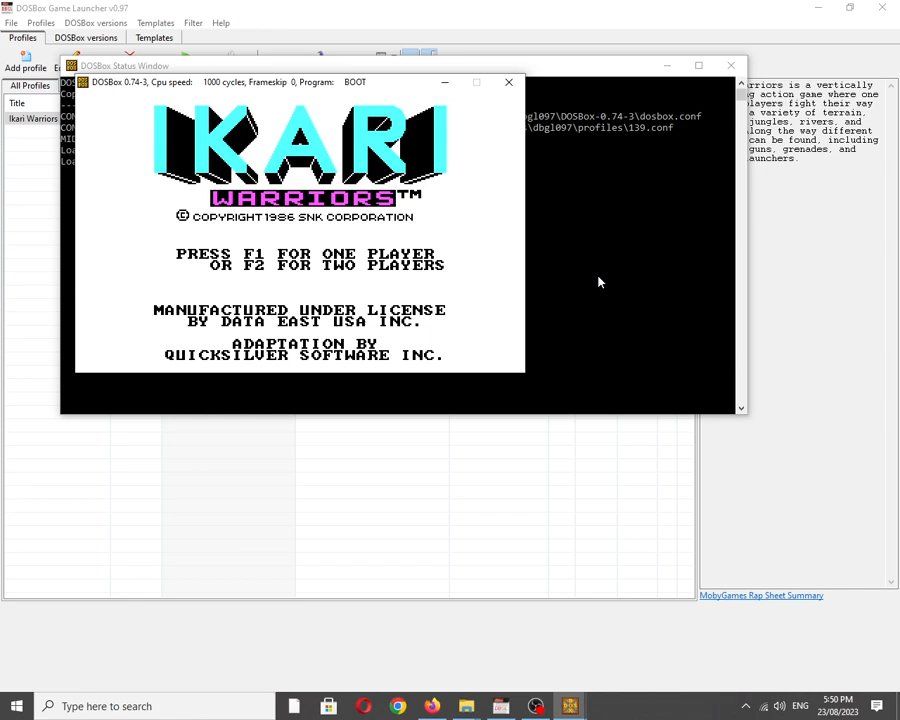 DOSBox Game Launcher v0.97
File Profiles DOSBox versions Templates Filter Help
Profiles DOSBox versions Templates
Add profile
All Profiles
Title
Ikari Warriors
DOSBox Status Window
DOSBox 0.74-3, Cpu speed: 1000 cycles, Frameskip 0, Program: BOOT
IKARI
WARRIORS™
© COPYRIGHT 1986 SNK CORPORATION
PRESS F1 FOR ONE PLAYER
OR F2 FOR TWO PLAYERS
MANUFACTURED UNDER LICENSE
BY DATA EAST USA INC.
ADAPTATION BY
QUICKSILVER SOFTWARE INC.
bgl097\DOSBox-0.74-3\dosbox.conf
\dbgl097\profiles\139.conf
arriors is a vertically
g action game where one
players fight their way
a variety of terrain,
jungles, rivers, and
long the way different
can be found, including
guns, grenades, and
aunchers.
MobyGames Rap Sheet Summary
Type here to search
ENG
5:50 PM
23/08/2023